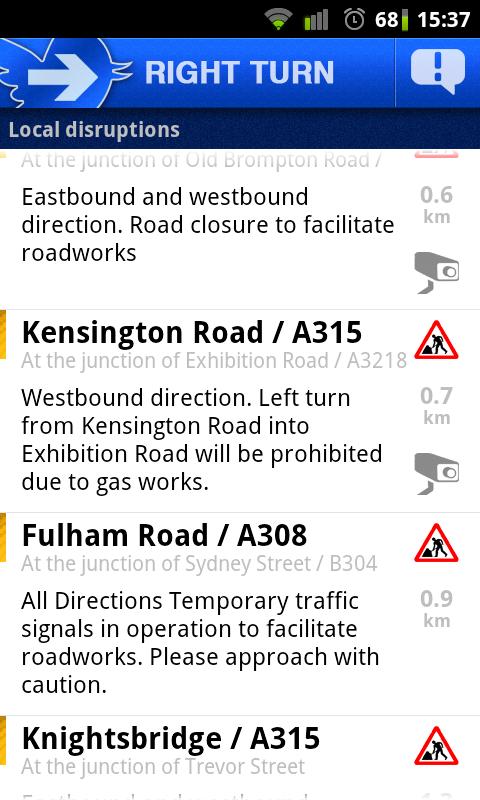 68 15:37
RIGHT TURN
Local disruptions
At the junction of Old Brompton Road /
Eastbound and westbound
direction. Road closure to facilitate
roadworks
0.6
km
Kensington Road / A315
At the junction of Exhibition Road / A3218
Westbound direction. Left turn
from Kensington Road into
Exhibition Road will be prohibited
due to gas works.
0.7
km
Fulham Road / A308
At the junction of Sydney Street / B304
All Directions Temporary traffic
signals in operation to facilitate
roadworks. Please approach with
caution.
0.9
km
Knightsbridge / A315
At the junction of Trevor Street